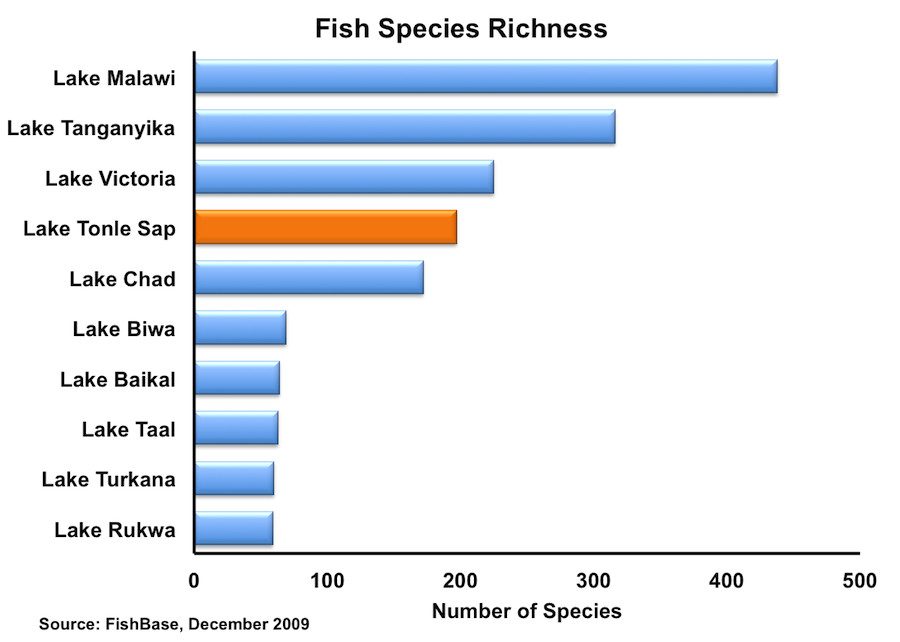 Fish Species Richness
Lake Malawi
Lake Tanganyika
Lake Victoria
Lake Tonle Sap
Lake Chad
Lake Biwa
Lake Baikal
Lake Taal
Lake Turkana
Lake Rukwa
0 100 200 300 400 500
Number of Species
Source: FishBase, December 2009